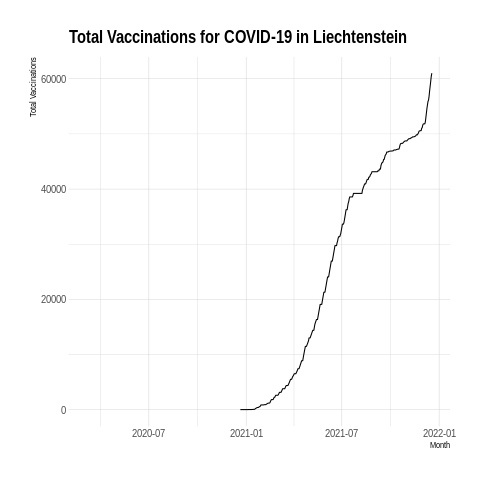 Total Vaccinations for COVID-19 in Liechtenstein
Total Vaccinations
60000
40000
20000
0
2020-07 2021-01 2021-07 2022-01
Month